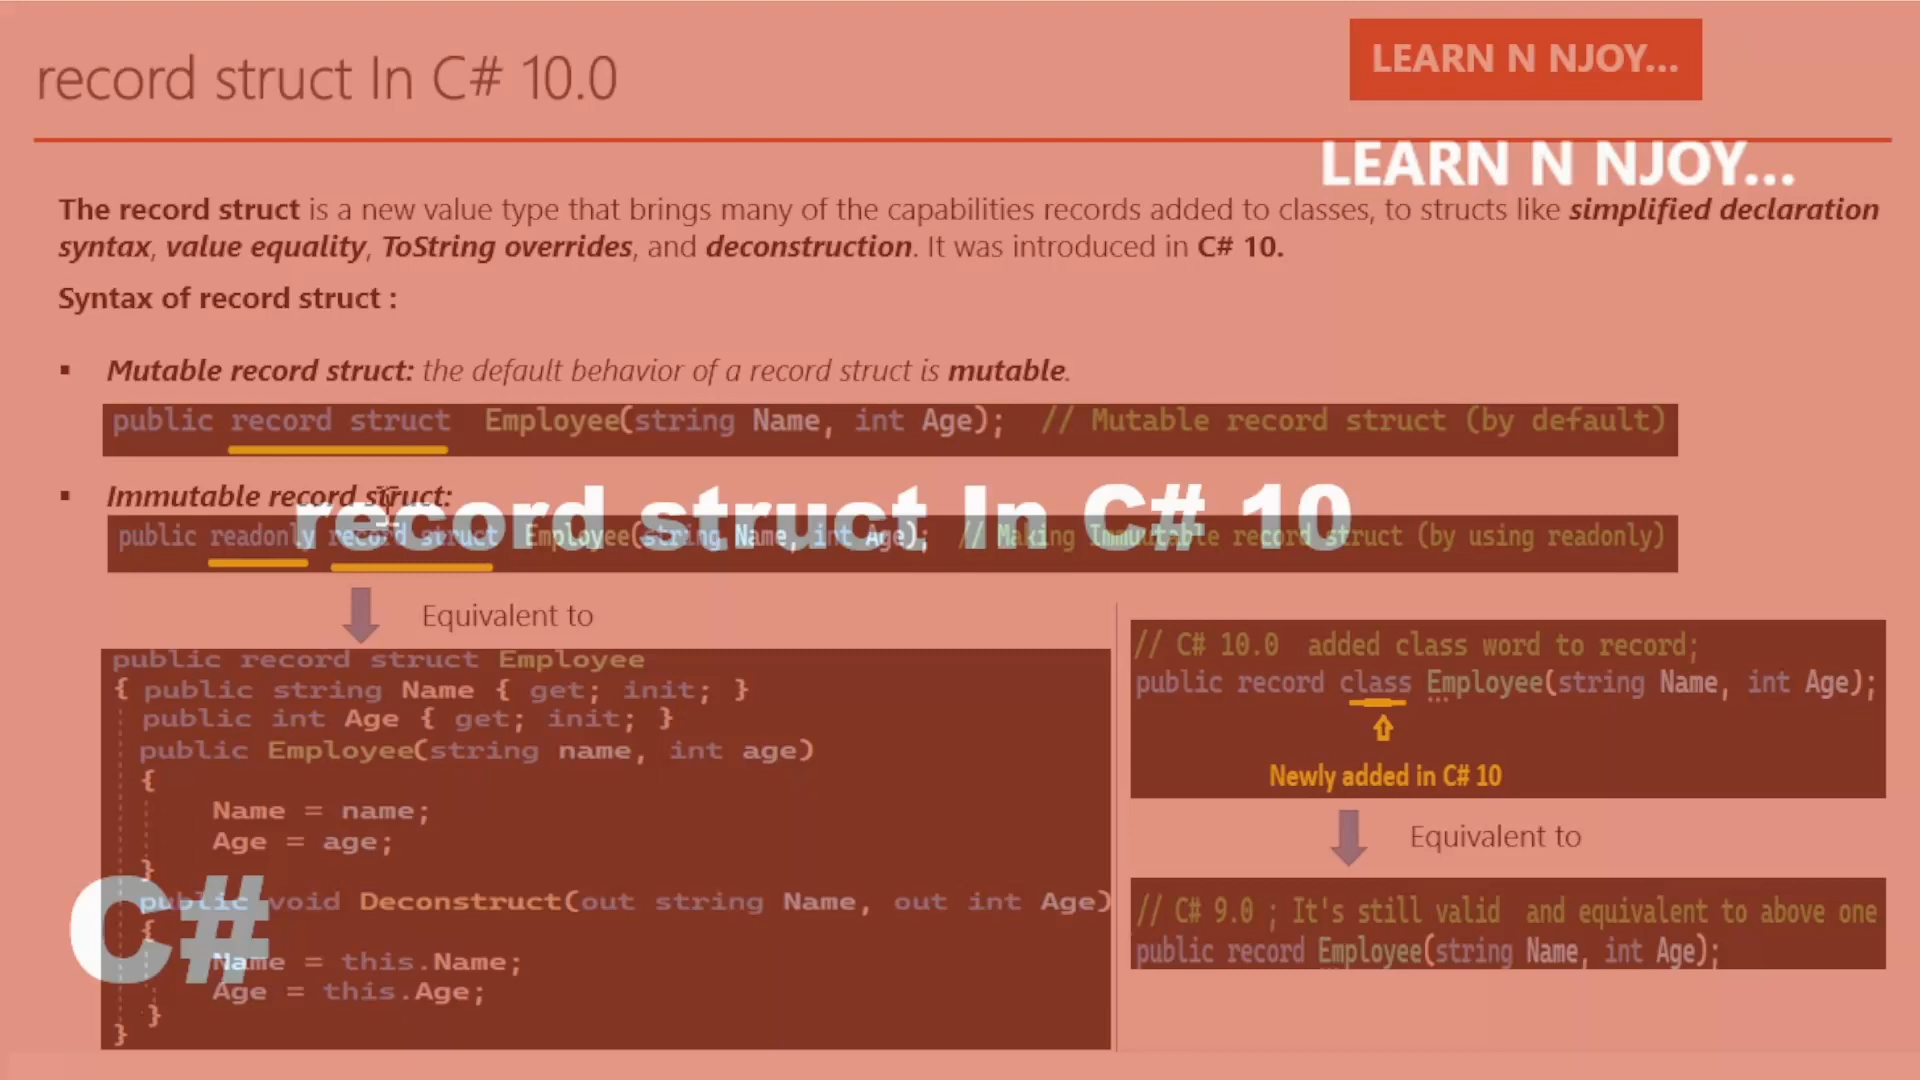 record struct In C# 10.0
LEARN N NJOY...
LEARN N NJOY...
The record struct is a new value type that brings many of the capabilities records added to classes, to structs like simplified declaration
syntax, value equality, ToString overrides, and deconstruction. It was introduced in C# 10.
Syntax of record struct :
▪ Mutable record struct: the default behavior of a record struct is mutable.
public record struct Employee(string Name, int Age); // Mutable record struct (by default)
▪ Immutable record struct:
record struct In C# 10
public readonly record struct Employee(string Name, int Age); // Making Immutable record struct (by using readonly)
Equivalent to
public record struct Employee
{ public string Name { get; init; }
public int Age { get; init; }
public Employee(string name, int age)
{
Name = name;
Age = age;
}
public void Deconstruct(out string Name, out int Age)
{
Name = this.Name;
Age = this.Age;
}
}
C#
// C# 10.0 added class word to record;
public record class Employee(string Name, int Age);
Newly added in C# 10
Equivalent to
// C# 9.0 ; It's still valid and equivalent to above one
public record Employee(string Name, int Age);